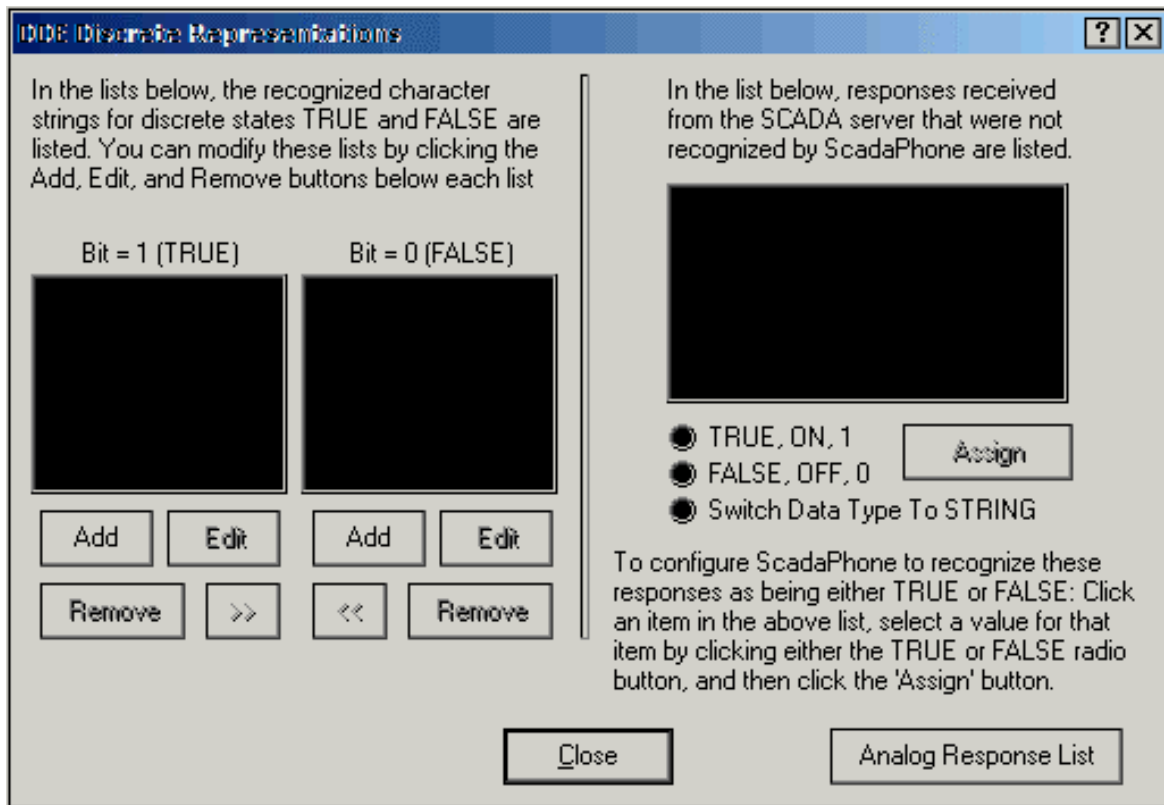 DDE Discrete Representations
? X
In the lists below, the recognized character
strings for discrete states TRUE and FALSE are
listed. You can modify these lists by clicking the
Add, Edit, and Remove buttons below each list
Bit = 1 (TRUE)
Bit = 0 (FALSE)
Add
Edit
Add
Edit
Remove
>>
<<
Remove
In the list below, responses received
from the SCADA server that were not
recognized by ScadaPhone are listed.
TRUE, ON, 1
FALSE, OFF, 0
Switch Data Type To STRING
Assign
To configure ScadaPhone to recognize these
responses as being either TRUE or FALSE: Click
an item in the above list, select a value for that
item by clicking either the TRUE or FALSE radio
button, and then click the 'Assign' button.
Close
Analog Response List